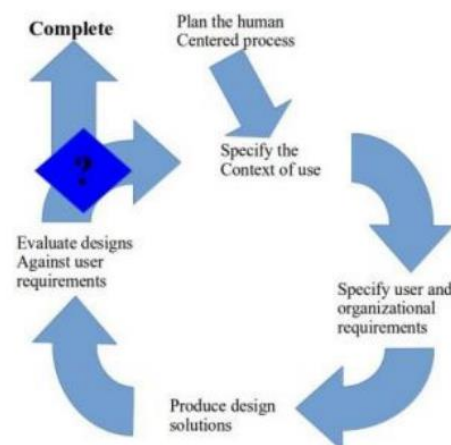 Complete
Plan the human
Centered process
Specify the
Context of use
Specify user and
organizational
requirements
Produce design
solutions
Evaluate designs
Against user
requirements
?